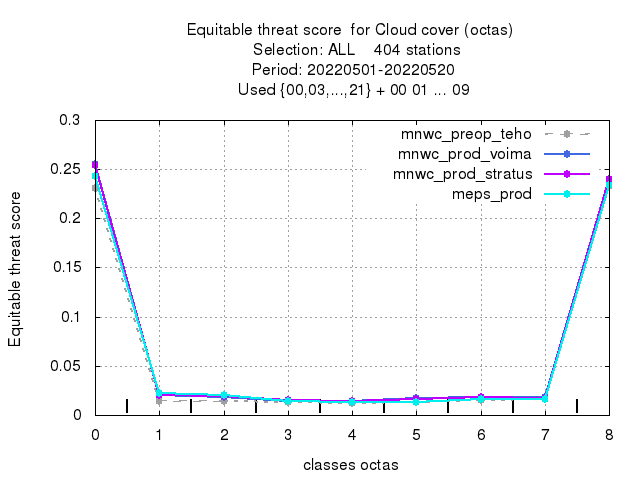 Equitable threat score  for Cloud cover (octas)
Selection: ALL    404 stations
Period: 20220501-20220520
Used {00,03,...,21} + 00 01 ... 09
0.3
0.25
0.2
0.15
0.1
0.05
0
Equitable threat score
mnwc_preop_teho
mnwc_prod_voima
mnwc_prod_stratus
meps_prod
0 1 2 3 4 5 6 7 8
classes octas